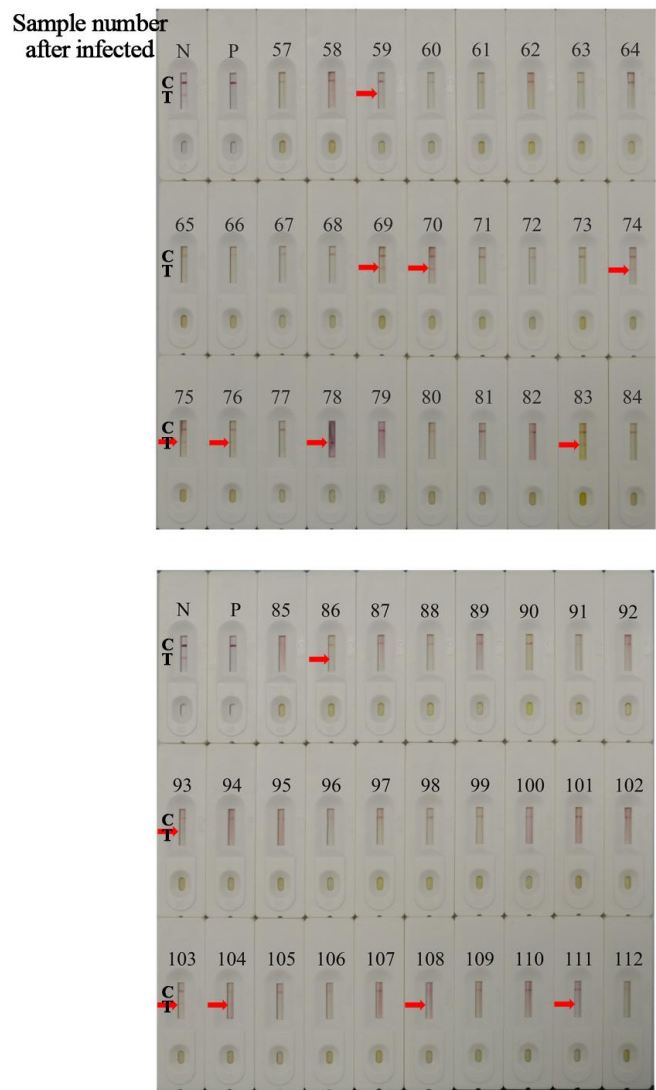 Sample number
after infected
N P 57 58 59 60 61 62 63 64
C
T
65 66 67 68 69 70 71 72 73 74
C
T
75 76 77 78 79 80 81 82 83 84
C
T
N P 85 86 87 88 89 90 91 92
C
T
93 94 95 96 97 98 99 100 101 102
C
T
103 104 105 106 107 108 109 110 111 112
C
T